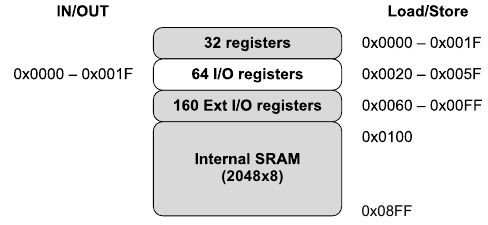 IN/OUT Load/Store
32 registers 0x0000 – 0x001F
0x0000 – 0x001F 64 I/O registers 0x0020 – 0x005F
160 Ext I/O registers 0x0060 – 0x00FF
0x0100
Internal SRAM
(2048x8)
0x08FF